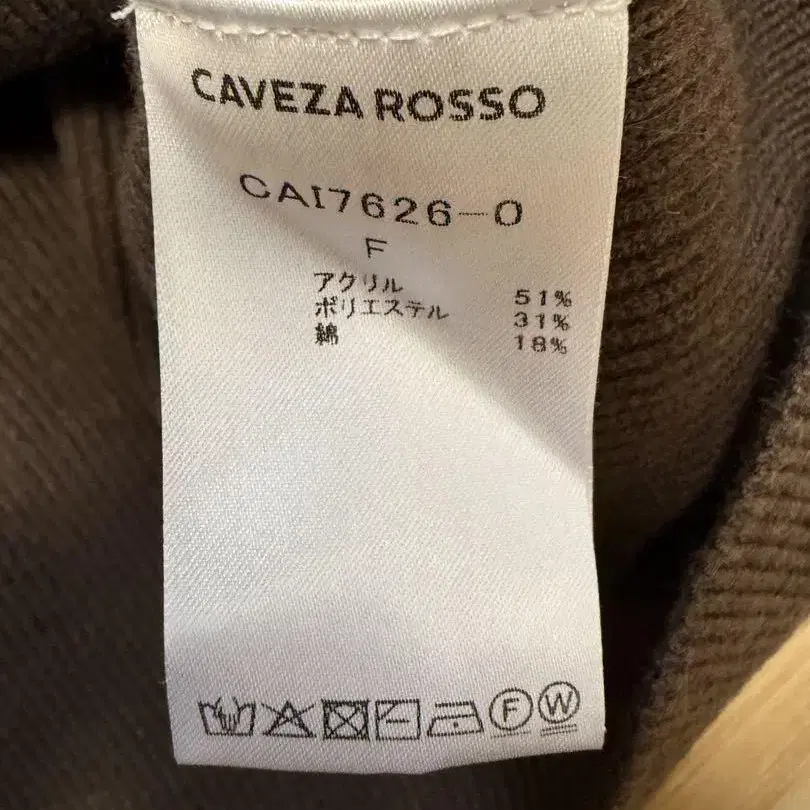 CAVEZA ROSSO
CAI7626-0
F
アクリル 51%
ポリエステル 31%
綿 18%
F W